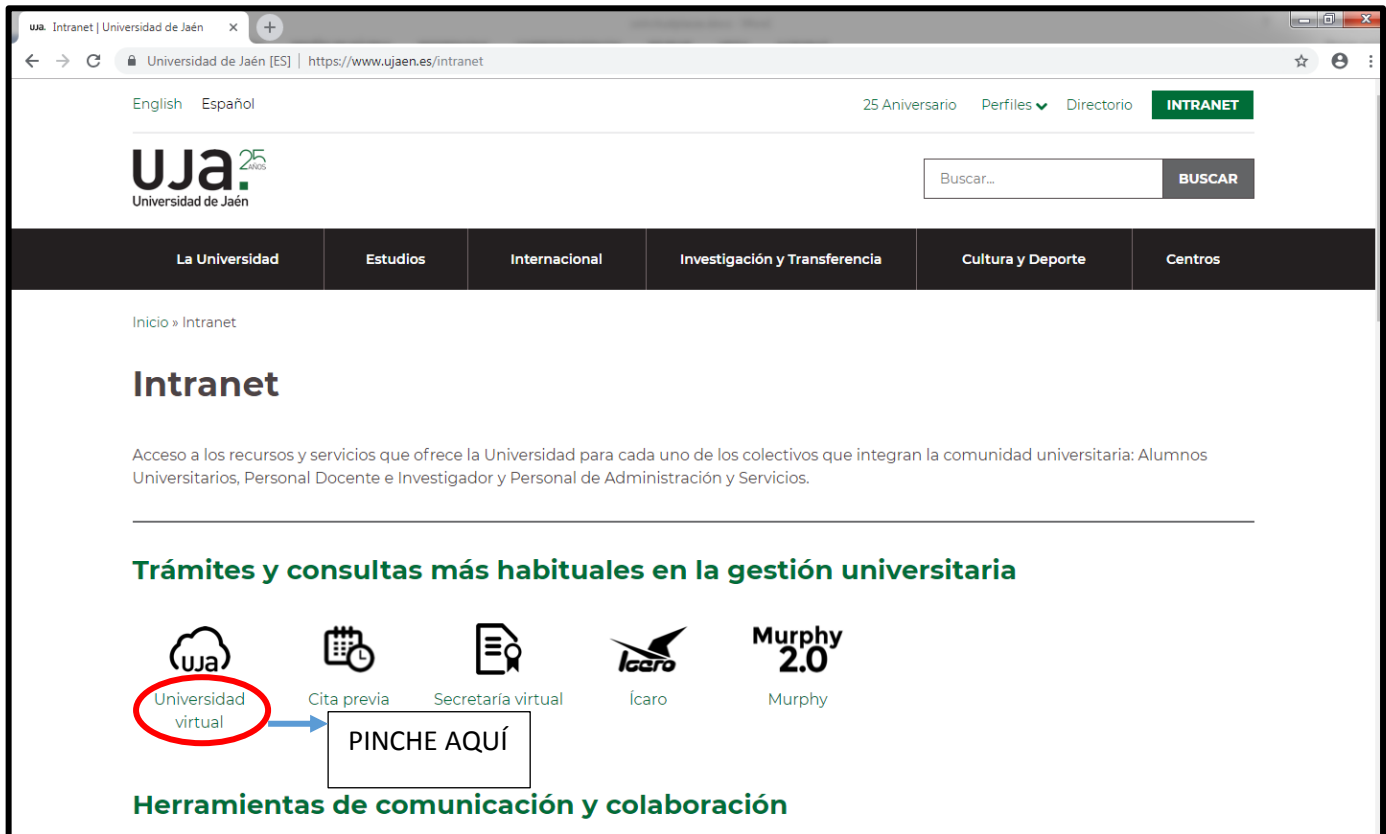 uja. Intranet | Universidad de Jaén
Universidad de Jaén [ES] | https://www.ujaen.es/intranet
English Español
25 Aniversario Perfiles Directorio INTRANET
uja. 25 AÑOS
Universidad de Jaén
Buscar... BUSCAR
La Universidad Estudios Internacional Investigación y Transferencia Cultura y Deporte Centros
Inicio » Intranet
Intranet
Acceso a los recursos y servicios que ofrece la Universidad para cada uno de los colectivos que integran la comunidad universitaria: Alumnos
Universitarios, Personal Docente e Investigador y Personal de Administración y Servicios.
Trámites y consultas más habituales en la gestión universitaria
uja Ícaro Murphy
2.0
Universidad
virtual
Cita previa Secretaría virtual Ícaro Murphy
PINCHE AQUÍ
Herramientas de comunicación y colaboración